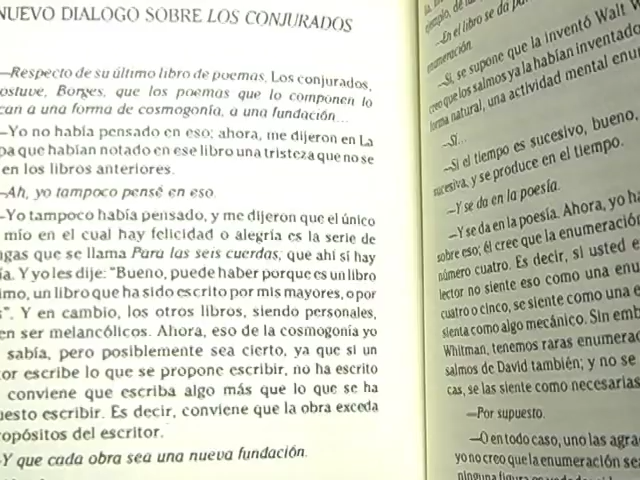 NUEVO DIALOGO SOBRE LOS CONJURADOS
—Respecto de su último libro de poemas, Los conjurados,
ostuve, Borges, que los poemas que lo componen lo
can a una forma de cosmogonía, a una fundación...
—Yo no había pensado en eso; ahora, me dijeron en La
pa que habían notado en ese libro una tristeza que no se
en los libros anteriores.
—Ah, yo tampoco pensé en eso.
—Yo tampoco había pensado, y me dijeron que el único
mío en el cual hay felicidad o alegría es la serie de
ngas que se llama Para las seis cuerdas; que ahí sí hay
ía. Y yo les dije: "Bueno, puede haber porque es un libro
imo, un libro que ha sido escrito por mis mayores, o por
s". Y en cambio, los otros libros, siendo personales,
en ser melancólicos. Ahora, eso de la cosmogonía yo
sabía, pero posiblemente sea cierto, ya que si un
tor escribe lo que se propone escribir, no ha escrito
conviene que escriba algo más que lo que se ha
uesto escribir. Es decir, conviene que la obra exceda
ropósitos del escritor.
—Y que cada obra sea una nueva fundación.
ejemplo, de la
—En el libro se da
enumeración.
—Sí, se supone que la inventó Walt W
creo que los salmos ya la habían inventado
forma natural, una actividad mental enu
—Sí...
—Si el tiempo es sucesivo, bueno,
sucesiva, y se produce en el tiempo.
—Y se da en la poesía.
—Y se da en la poesía. Ahora, yo ha
sobre eso; él cree que la enumeración
número cuatro. Es decir, si usted e
lector no siente eso como una enu
cuatro o cinco, se siente como una e
sienta como algo mecánico. Sin emb
Whitman, tenemos raras enumerac
salmos de David también; y no se
cas, se las siente como necesarias
—Por supuesto.
—O en todo caso, uno las agra
yo no creo que la enumeración sea
ninguna figura